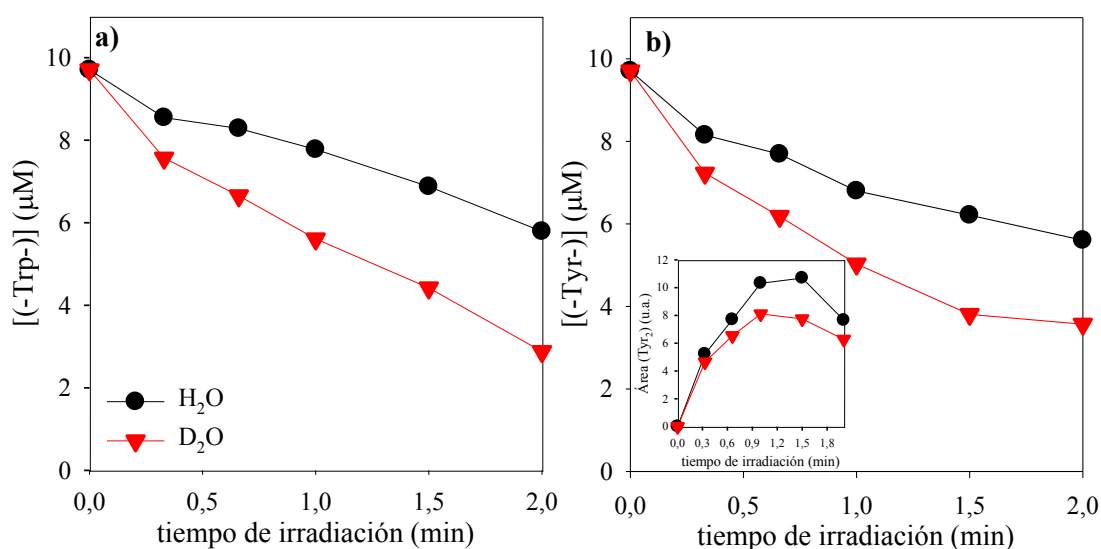 a)
[(-Trp-)] (μM)
10
8
6
4
2
0
H₂O
D₂O
0,0 0,5 1,0 1,5 2,0
tiempo de irradiación (min)
b)
[(-Tyr-)] (μM)
10
8
6
4
2
0
Área (Tyr₂) (u.a.)
12
10
8
6
4
2
0
0,0 0,3 0,6 0,9 1,2 1,5 1,8
tiempo de irradiación (min)
0,0 0,5 1,0 1,5 2,0
tiempo de irradiación (min)